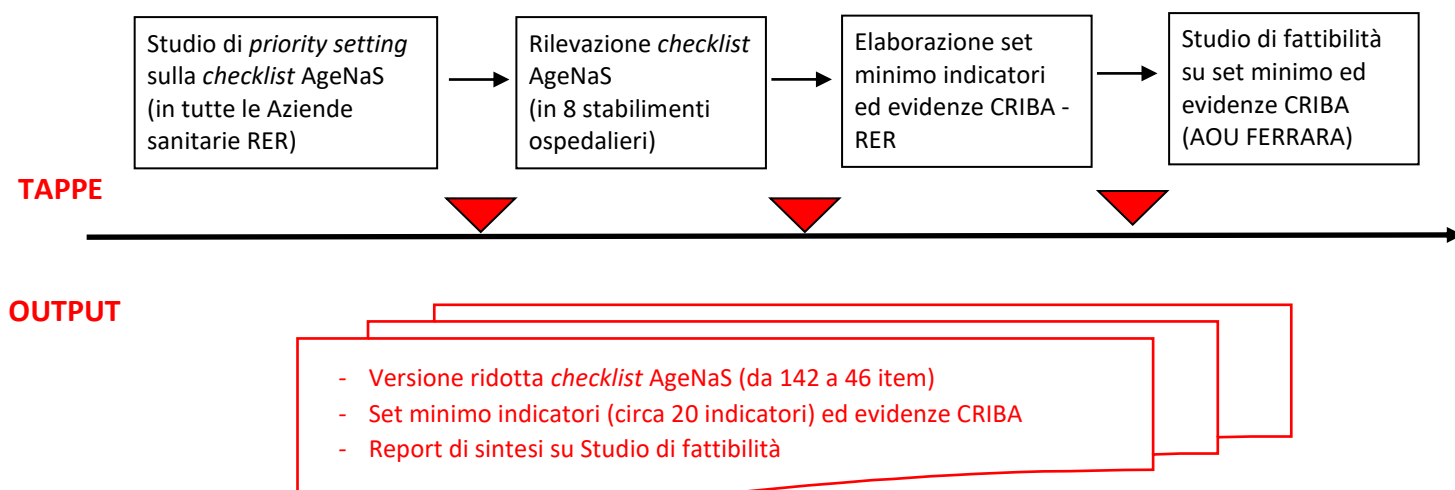 Studio di priority setting
sulla checklist AgeNaS
(in tutte le Aziende
sanitarie RER)
Rilevazione checklist
AgeNaS
(in 8 stabilimenti
ospedalieri)
Elaborazione set
minimo indicatori
ed evidenze CRIBA -
RER
Studio di fattibilità
su set minimo ed
evidenze CRIBA
(AOU FERRARA)
TAPPE
OUTPUT
- Versione ridotta checklist AgeNaS (da 142 a 46 item)
- Set minimo indicatori (circa 20 indicatori) ed evidenze CRIBA
- Report di sintesi su Studio di fattibilità